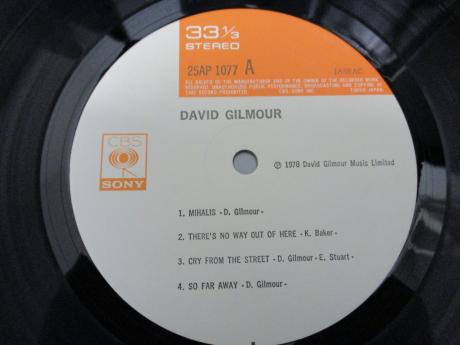 33 1/3
STEREO
25AP 1077 A
JASRAC
ALL RIGHTS OF THE MANUFACTURER AND OF THE OWNER OF THE RECORDED WORK
RESERVED UNAUTHORIZED PUBLIC PERFORMANCE, BROADCASTING AND COPYING OF
THIS RECORD PROHIBITED. CBS/SONY INC. TOKYO JAPAN.
DAVID GILMOUR
CBS
SONY
℗ 1978 David Gilmour Music Limited
1. MIHALIS -D. Gilmour-
2. THERE'S NO WAY OUT OF HERE -K. Baker-
3. CRY FROM THE STREET -D. Gilmour-E. Stuart-
4. SO FAR AWAY -D. Gilmour-